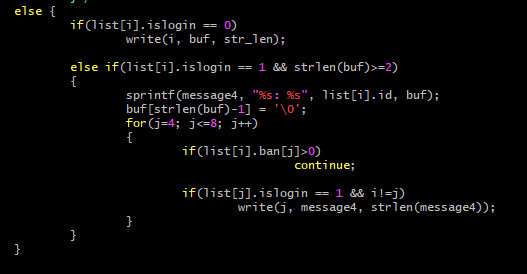 else {
if(list[i].islogin == 0)
write(i, buf, str_len);
else if(list[i].islogin == 1 && strlen(buf)>=2)
{
sprintf(message4, "%s: %s", list[i].id, buf);
buf[strlen(buf)-1] = '\0';
for(j=4; j<=8; j++)
{
if(list[i].ban[j]>0)
continue;
if(list[j].islogin == 1 && i!=j)
write(j, message4, strlen(message4));
}
}
}